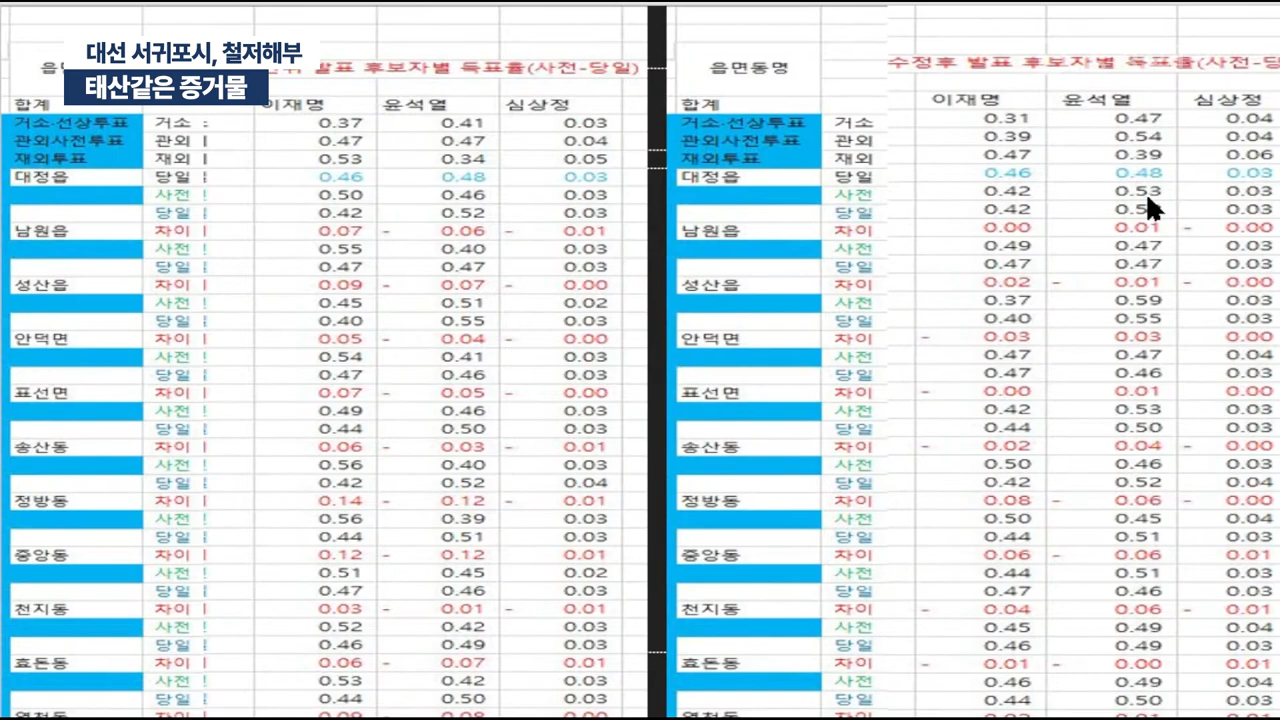 대선 서귀포시, 철저해부
태산같은 증거물
발표 후보자별 득표율(사전-당일)
합계 이재명 윤석열 심상정
거소·선상투표 거소 0.37 0.41 0.03
관외사전투표 관외 0.47 0.47 0.04
재외투표 재외 0.53 0.34 0.05
대정읍 당일 0.46 0.48 0.03
사전 0.50 0.46 0.03
당일 0.42 0.52 0.03
남원읍 차이 0.07 - 0.06 - 0.01
사전 0.55 0.40 0.03
당일 0.47 0.47 0.03
성산읍 차이 0.09 - 0.07 - 0.00
사전 0.45 0.51 0.02
당일 0.40 0.55 0.03
안덕면 차이 0.05 - 0.04 - 0.00
사전 0.54 0.41 0.03
당일 0.47 0.46 0.03
표선면 차이 0.07 - 0.05 - 0.00
사전 0.49 0.46 0.03
당일 0.44 0.50 0.03
송산동 차이 0.06 - 0.03 - 0.01
사전 0.56 0.40 0.03
당일 0.42 0.52 0.04
정방동 차이 0.14 - 0.12 - 0.01
사전 0.56 0.39 0.03
당일 0.44 0.51 0.03
중앙동 차이 0.12 - 0.12 0.01
사전 0.51 0.45 0.02
당일 0.47 0.46 0.03
천지동 차이 0.03 - 0.01 - 0.01
사전 0.52 0.42 0.03
당일 0.46 0.49 0.03
효돈동 차이 0.06 - 0.07 0.01
사전 0.53 0.42 0.03
당일 0.44 0.50 0.03
읍면동명 수정후 발표 후보자별 득표율(사전-당
합계 이재명 윤석열 심상정
거소·선상투표 거소 0.31 0.47 0.04
관외사전투표 관외 0.39 0.54 0.04
재외투표 재외 0.47 0.39 0.06
대정읍 당일 0.46 0.48 0.03
사전 0.42 0.53 0.03
당일 0.42 0.03
남원읍 차이 0.00 0.01 - 0.00
사전 0.49 0.47 0.03
당일 0.47 0.47 0.03
성산읍 차이 0.02 - 0.01 - 0.00
사전 0.37 0.59 0.03
당일 0.40 0.55 0.03
안덕면 차이 - 0.03 0.03 0.00
사전 0.47 0.47 0.04
당일 0.47 0.46 0.03
표선면 차이 - 0.00 0.01 0.00
사전 0.42 0.53 0.03
당일 0.44 0.50 0.03
송산동 차이 - 0.02 0.04 - 0.00
사전 0.50 0.46 0.03
당일 0.42 0.52 0.04
정방동 차이 0.08 - 0.06 - 0.00
사전 0.50 0.45 0.04
당일 0.44 0.51 0.03
중앙동 차이 0.06 - 0.06 0.01
사전 0.44 0.51 0.03
당일 0.47 0.46 0.03
천지동 차이 - 0.04 0.06 - 0.01
사전 0.45 0.49 0.04
당일 0.46 0.49 0.03
효돈동 차이 - 0.01 - 0.00 0.01
사전 0.46 0.49 0.04
당일 0.44 0.50 0.03